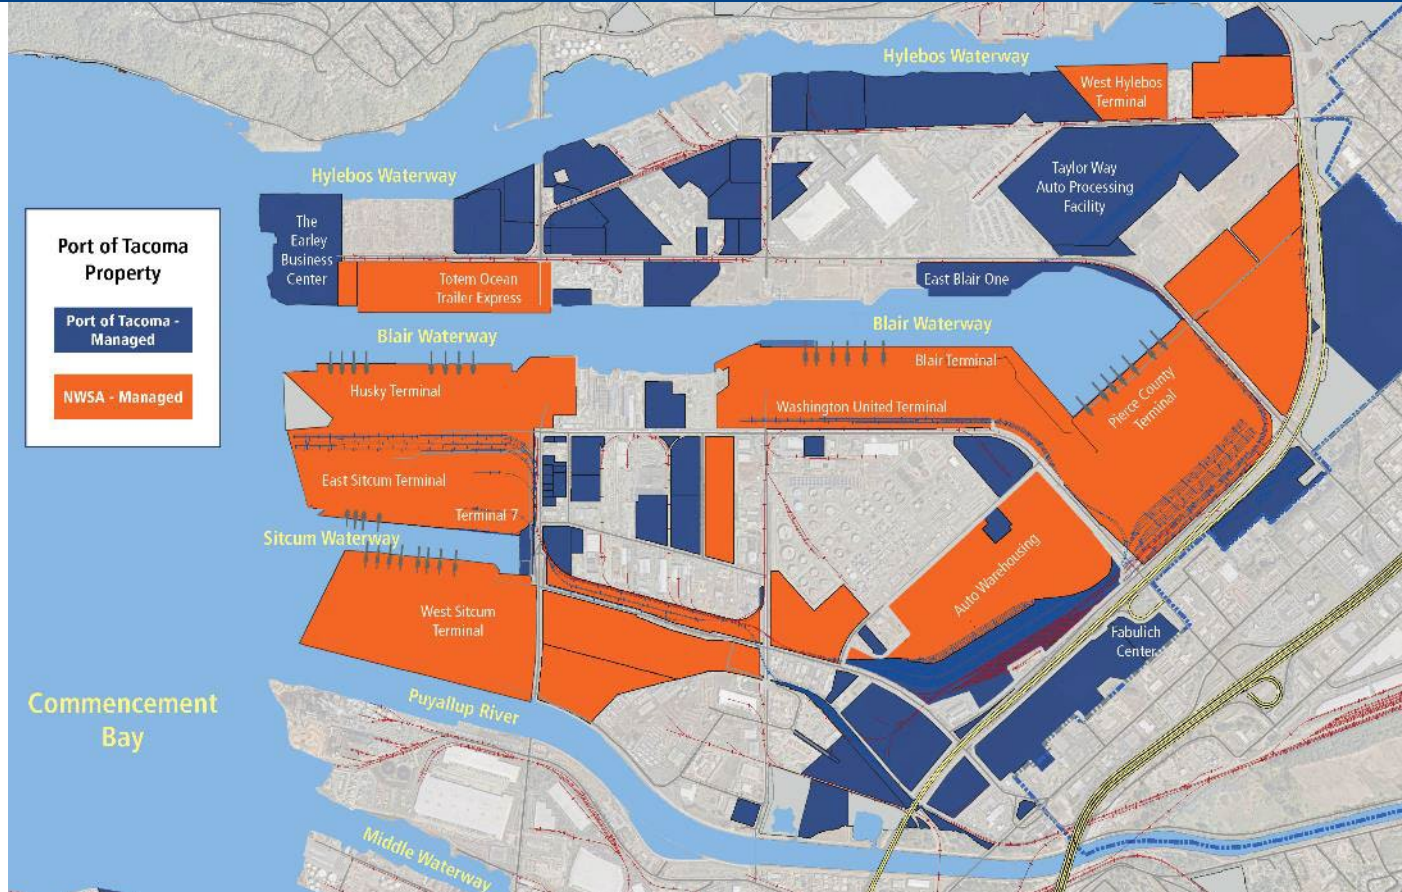 Hylebos Waterway
West Hylebos
Terminal
Hylebos Waterway
Taylor Way
Auto Processing
Facility
The
Earley
Business
Center
Port of Tacoma
Property
Port of Tacoma -
Managed
NWSA - Managed
Totem Ocean
Trailer Express
East Blair One
Blair Waterway
Blair Waterway
Husky Terminal
Blair Terminal
Washington United Terminal
Pierce County
Terminal
East Sitcum Terminal
Terminal 7
Sitcum Waterway
Auto Warehousing
West Sitcum
Terminal
Fabulich
Center
Commencement
Bay
Puyallup River
Middle Waterway